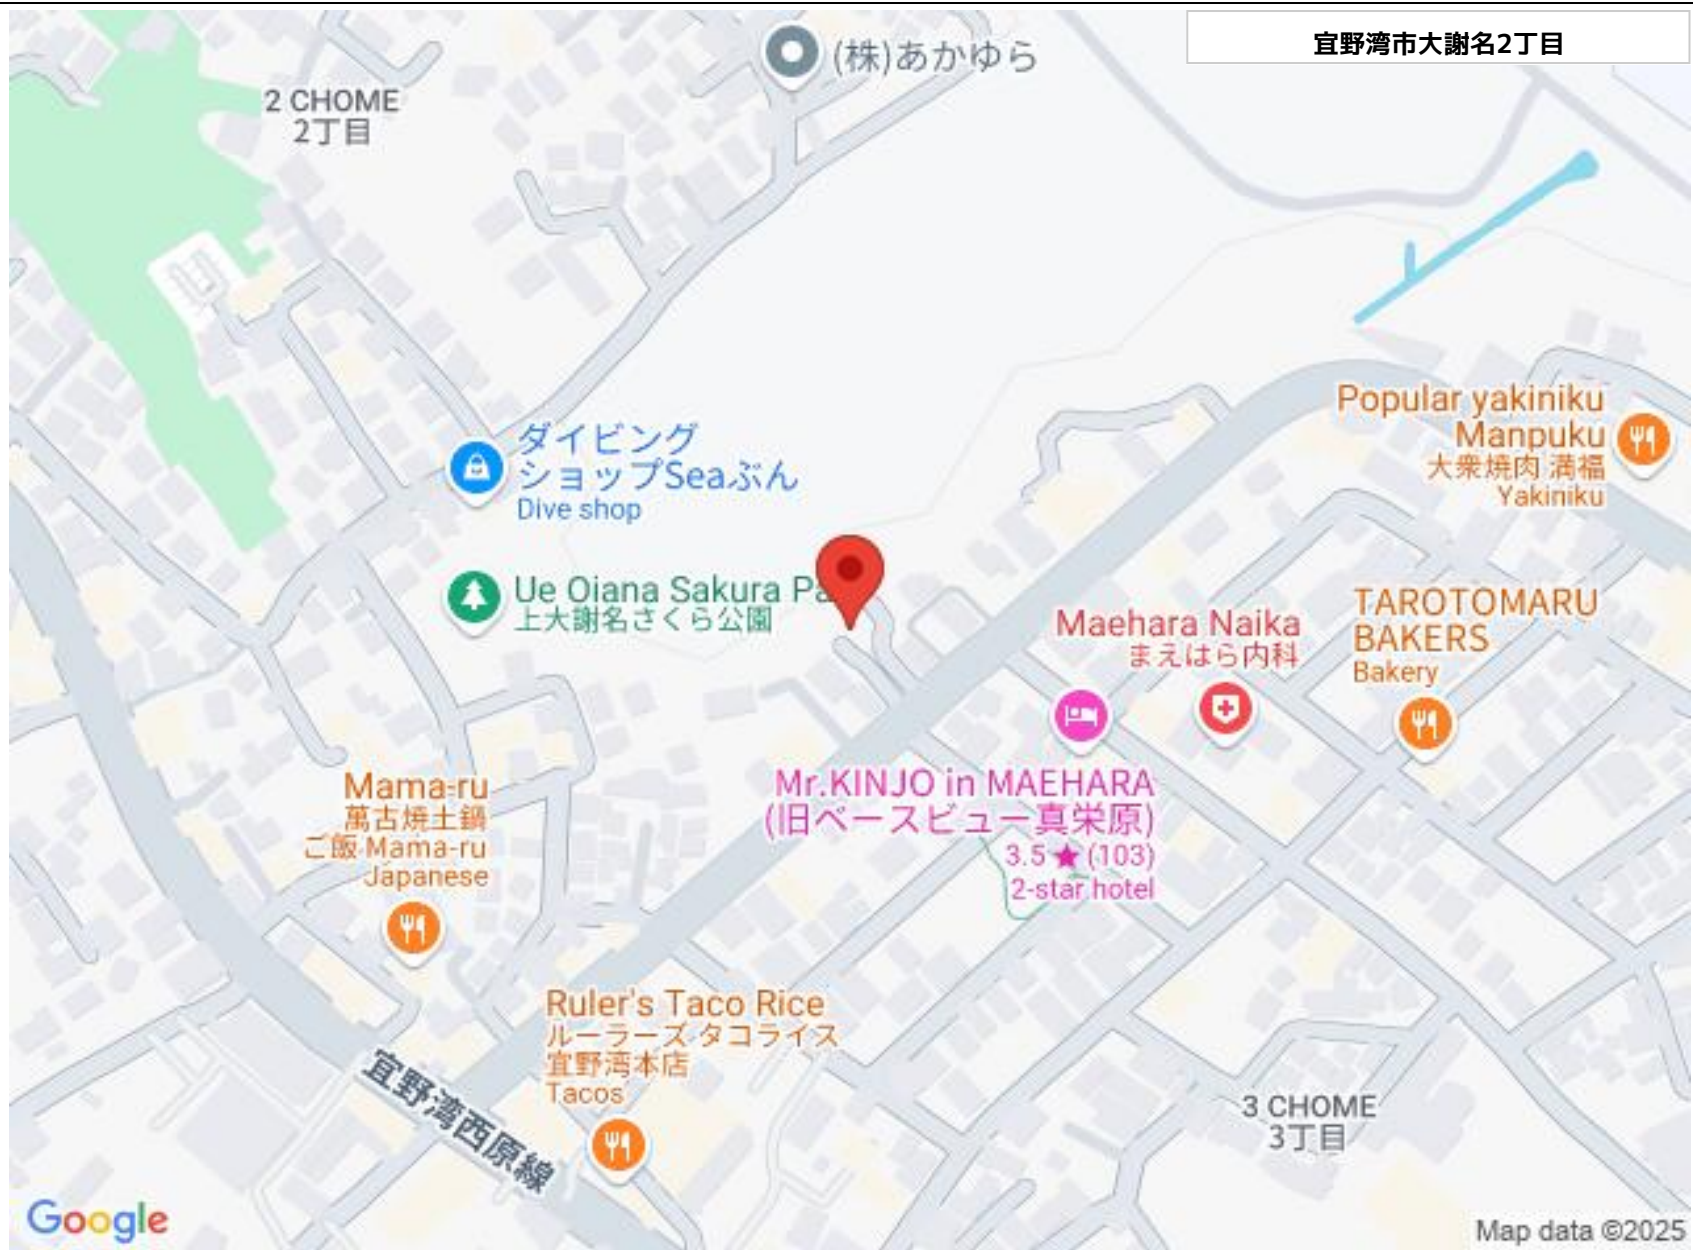 宜野湾市大謝名2丁目
(株)あかゆら
2 CHOME
2丁目
Popular yakiniku
Manpuku
大衆焼肉 満福
Yakiniku
ダイビング
ショップSeaぶん
Dive shop
Ue Oiana Sakura Pa
上大謝名さくら公園
Maehara Naika
まえはら内科
TAROTOMARU
BAKERS
Bakery
Mr.KINJO in MAEHARA
(旧ベースビュー真栄原)
3.5 ★ (103)
2-star hotel
Mama-ru
萬古焼土鍋
ご飯 Mama-ru
Japanese
Ruler's Taco Rice
ルーラーズ タコライス
宜野湾本店
Tacos
宜野湾西原線
3 CHOME
3丁目
Google
Map data ©2025